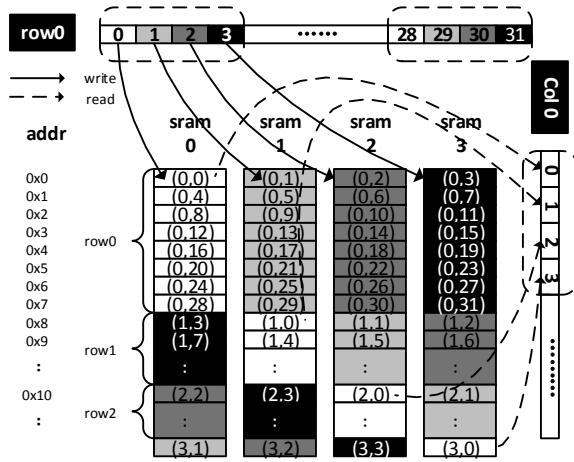 row0 0 1 2 3 ...... 28 29 30 31
write
read
Col 0
addr sram 0 sram 1 sram 2 sram 3
0 1 2 3 .........
0x0 (0,0) (0,1) (0,2) (0,3)
0x1 (0,4) (0,5) (0,6) (0,7)
0x2 (0,8) (0,9) (0,10) (0,11)
0x3 (0,12) (0,13) (0,14) (0,15)
0x4 row0 (0,16) (0,17) (0,18) (0,19)
0x5 (0,20) (0,21) (0,22) (0,23)
0x6 (0,24) (0,25) (0,26) (0,27)
0x7 (0,28) (0,29) (0,30) (0,31)
0x8 (1,3) (1,0) (1,1) (1,2)
0x9 row1 (1,7) (1,4) (1,5) (1,6)
: : : : :
0x10 (2,2) (2,3) (2,0) (2,1)
: row2 : : : :
(3,1) (3,2) (3,3) (3,0)